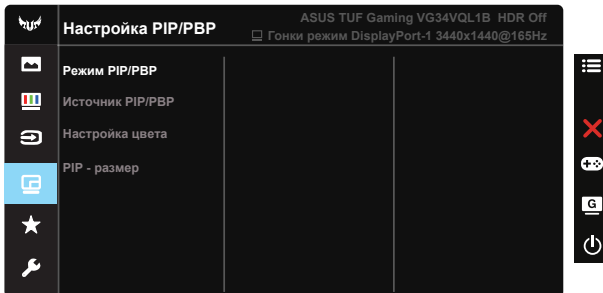 Настройка PIP/PBP
ASUS TUF Gaming VG34VQL1B HDR Off
Гонки режим DisplayPort-1 3440x1440@165Hz
Режим PIP/PBP
Источник PIP/PBP
Настройка цвета
PIP - размер
G